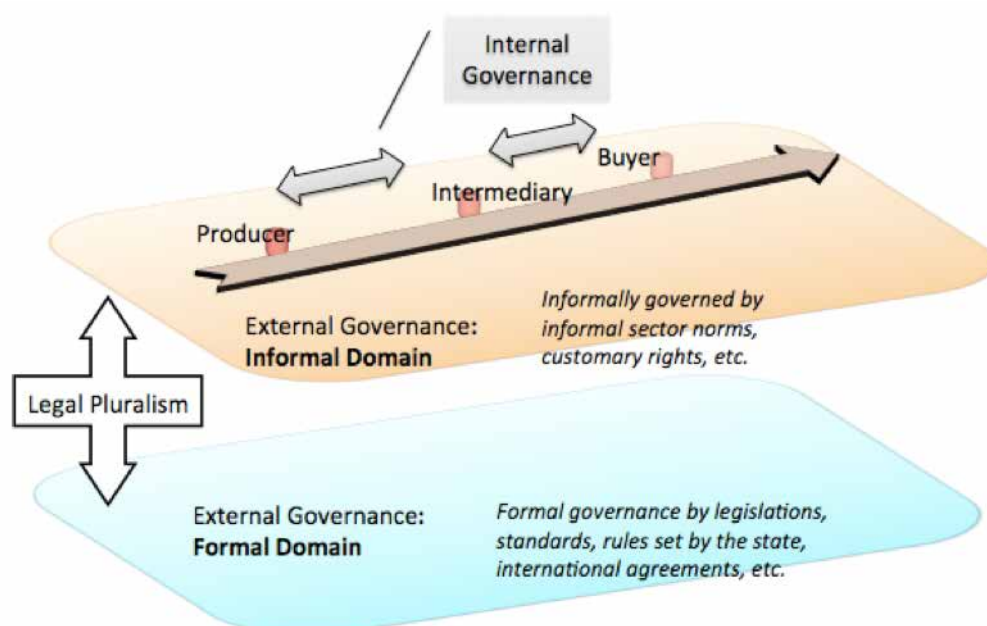 Internal
Governance
Buyer
Intermediary
Producer
External Governance:
Informal Domain
Informally governed by
informal sector norms,
customary rights, etc.
Legal Pluralism
External Governance:
Formal Domain
Formal governance by legislations,
standards, rules set by the state,
international agreements, etc.